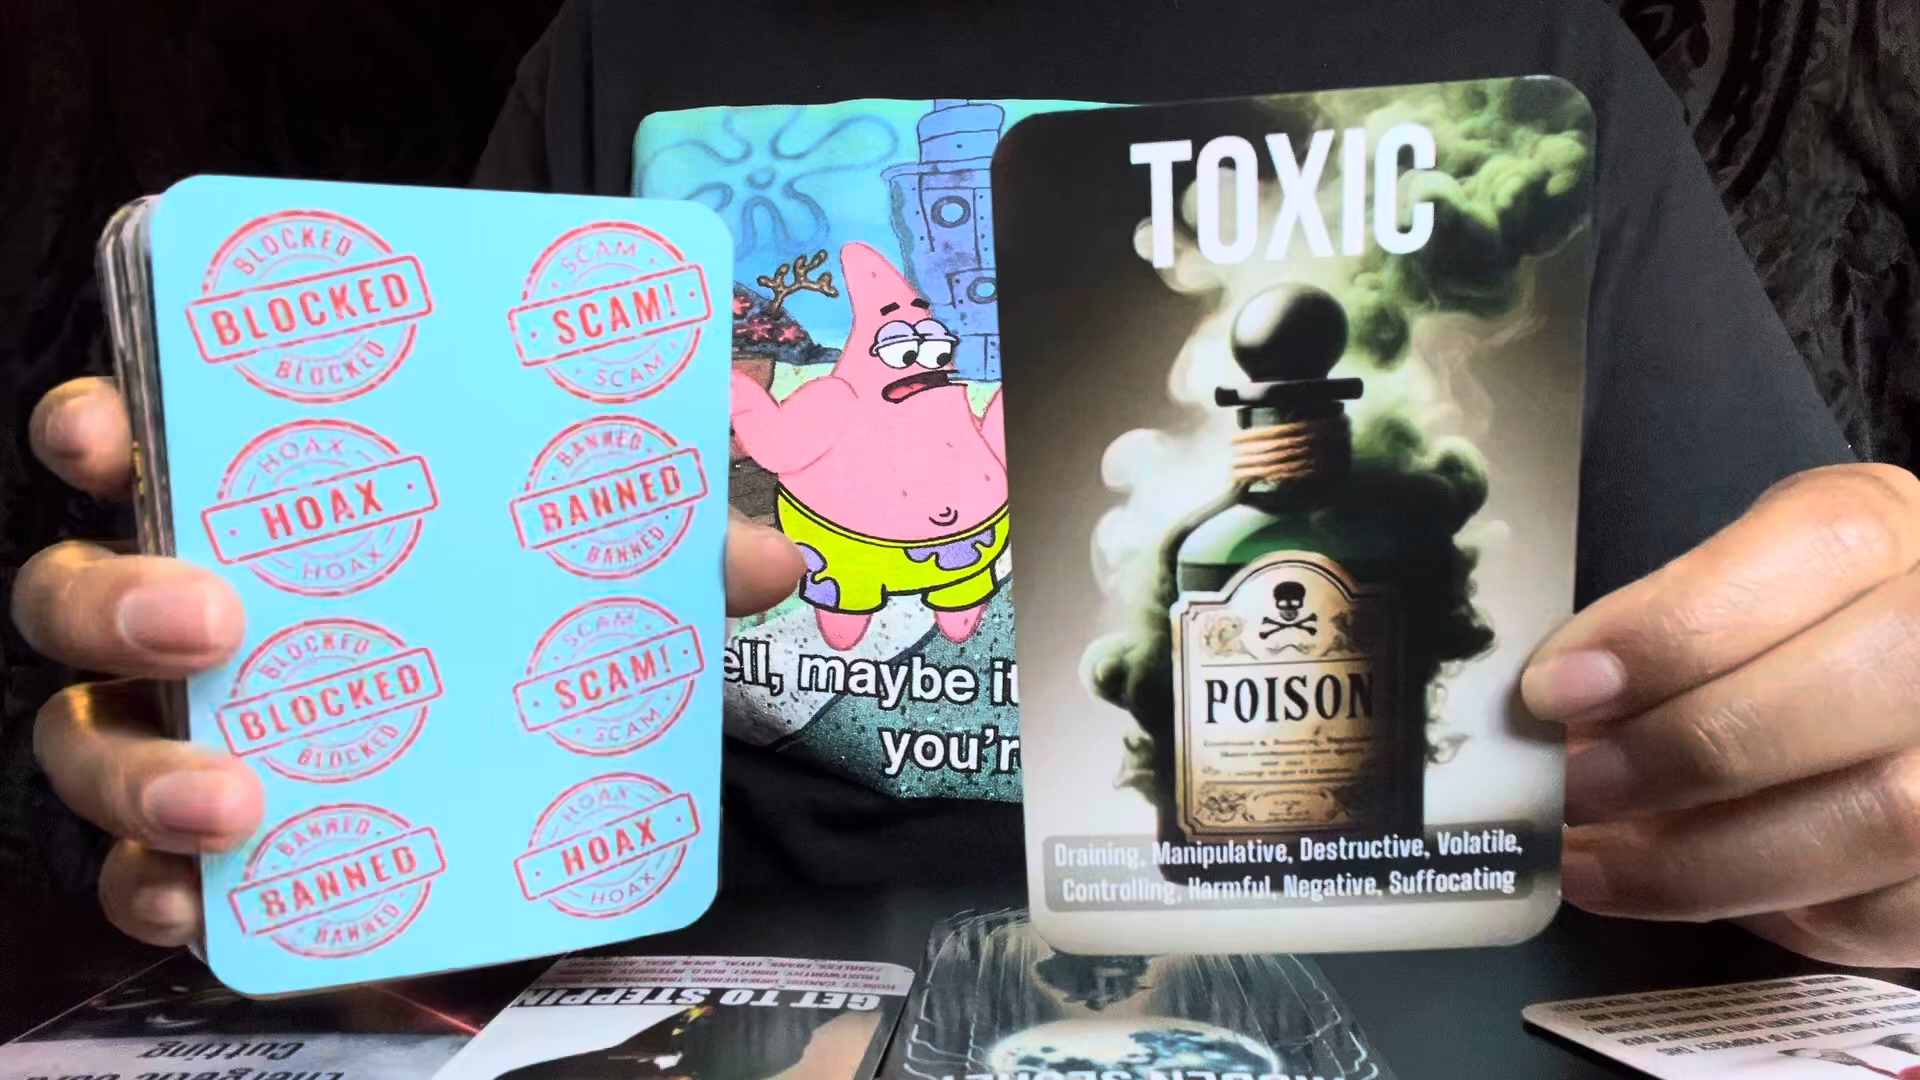 BLOCKED
BLOCKED
BLOCKED
SCAM
SCAM!
SCAM
HOAX
HOAX
HOAX
BANNED
BANNED
BANNED
BLOCKED
BLOCKED
BLOCKED
SCAM
SCAM!
SCAM
BANNED
BANNED
BANNED
HOAX
HOAX
HOAX
ell, maybe it
you'r
TOXIC
POISON
Draining, Manipulative, Destructive, Volatile,
Controlling, Harmful, Negative, Suffocating
GET TO STEPPIN
Cutting